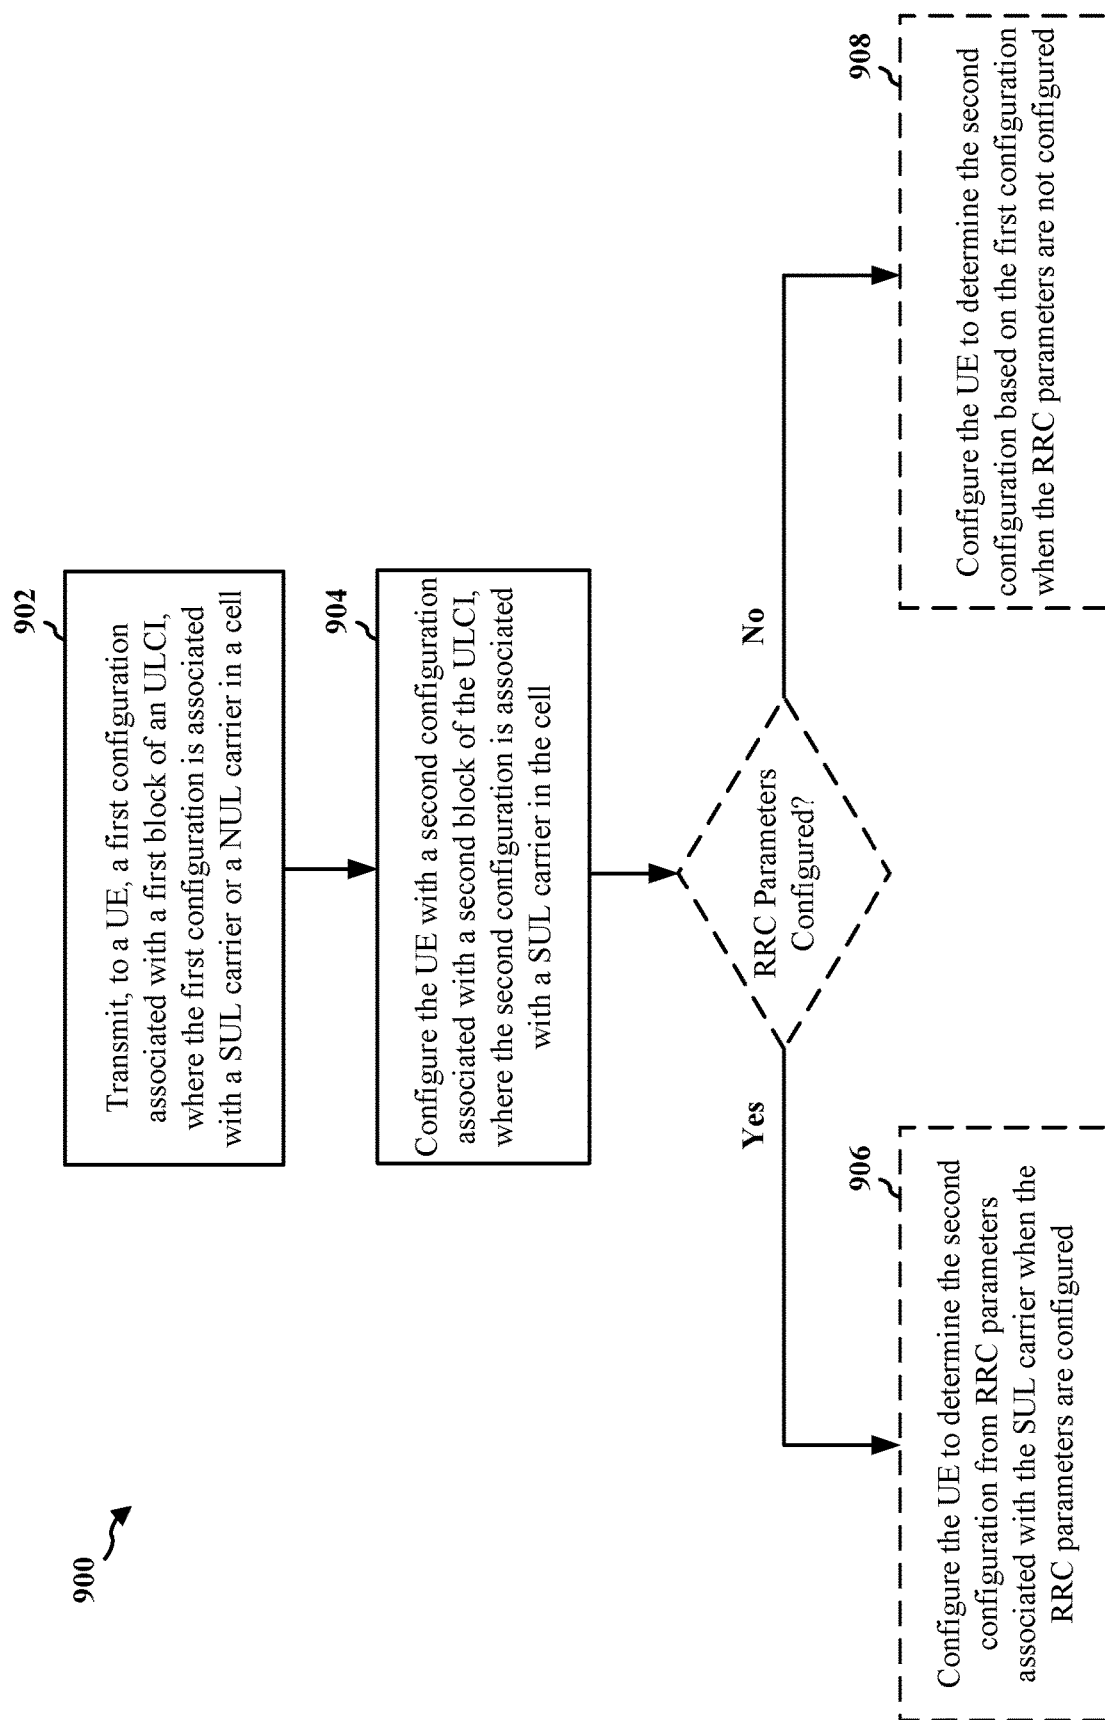 900
902
Transmit, to a UE, a first configuration
associated with a first block of an ULCI,
where the first configuration is associated
with a SUL carrier or a NUL carrier in a cell
904
Configure the UE with a second configuration
associated with a second block of the ULCI,
where the second configuration is associated
with a SUL carrier in the cell
RRC Parameters
Configured?
Yes
No
906
Configure the UE to determine the second
configuration from RRC parameters
associated with the SUL carrier when the
RRC parameters are configured
908
Configure the UE to determine the second
configuration based on the first configuration
when the RRC parameters are not configured